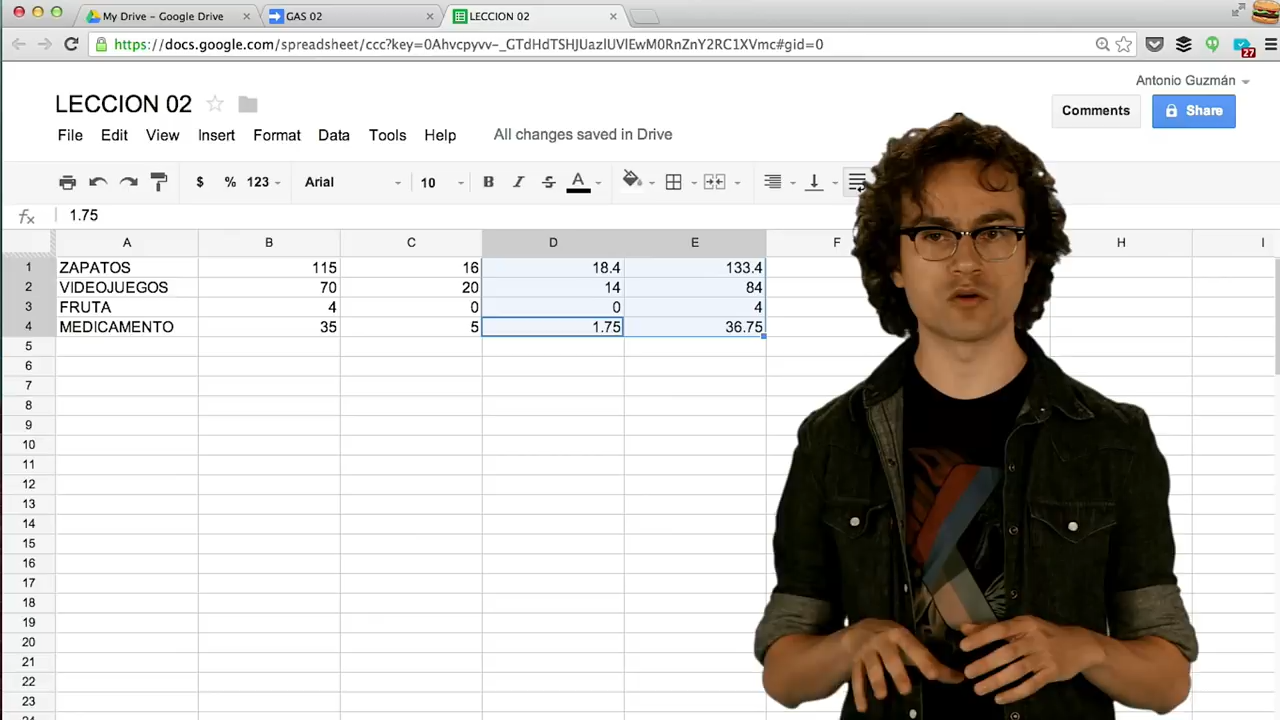 My Drive – Google Drive GAS 02 LECCION 02
https://docs.google.com/spreadsheet/ccc?key=0Ahvcpyvv-_GTdHdTSHJUazlUVlEwM0RnZnY2RC1XVmc#gid=0
27
Antonio Guzmán
LECCION 02
Comments Share
File Edit View Insert Format Data Tools Help All changes saved in Drive
$ % 123 Arial 10 B I S A
fx 1.75
A B C D E F H I
1 ZAPATOS 115 16 18.4 133.4
2 VIDEOJUEGOS 70 20 14 84
3 FRUTA 4 0 0 4
4 MEDICAMENTO 35 5 1.75 36.75
5
6
7
8
9
10
11
12
13
14
15
16
17
18
19
20
21
22
23